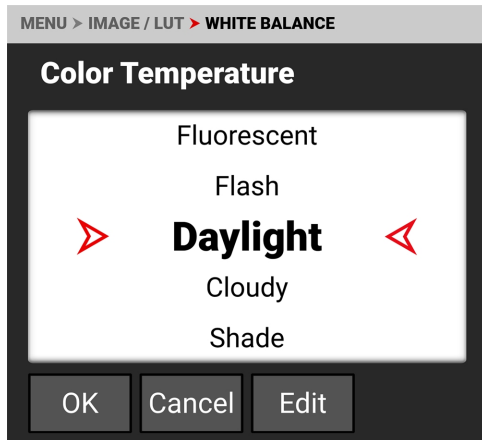 MENU > IMAGE / LUT > WHITE BALANCE
Color Temperature
Fluorescent
Flash
Daylight
Cloudy
Shade
OK Cancel Edit